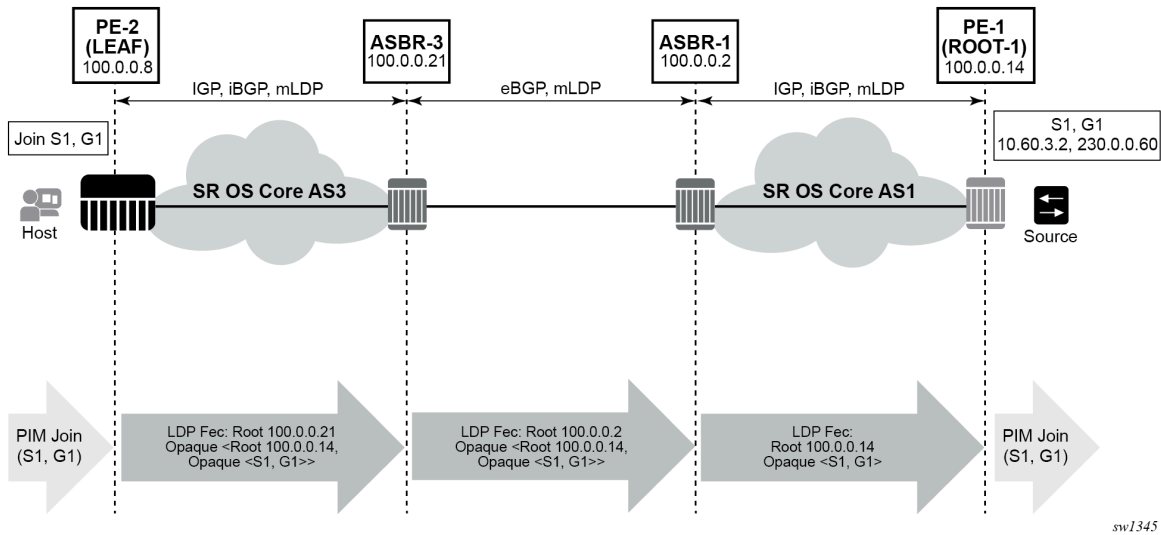 PE-2
(LEAF)
100.0.0.8
ASBR-3
100.0.0.21
ASBR-1
100.0.0.2
PE-1
(ROOT-1)
100.0.0.14
IGP, iBGP, mLDP
eBGP, mLDP
IGP, iBGP, mLDP
Join S1, G1
S1, G1
10.60.3.2, 230.0.0.60
SR OS Core AS3
SR OS Core AS1
Host
Source
PIM Join
(S1, G1)
LDP Fec: Root 100.0.0.21
Opaque <Root 100.0.0.14,
Opaque <S1, G1>>
LDP Fec: Root 100.0.0.2
Opaque <Root 100.0.0.14,
Opaque <S1, G1>>
LDP Fec:
Root 100.0.0.14
Opaque <S1, G1>
PIM Join
(S1, G1)
sw1345